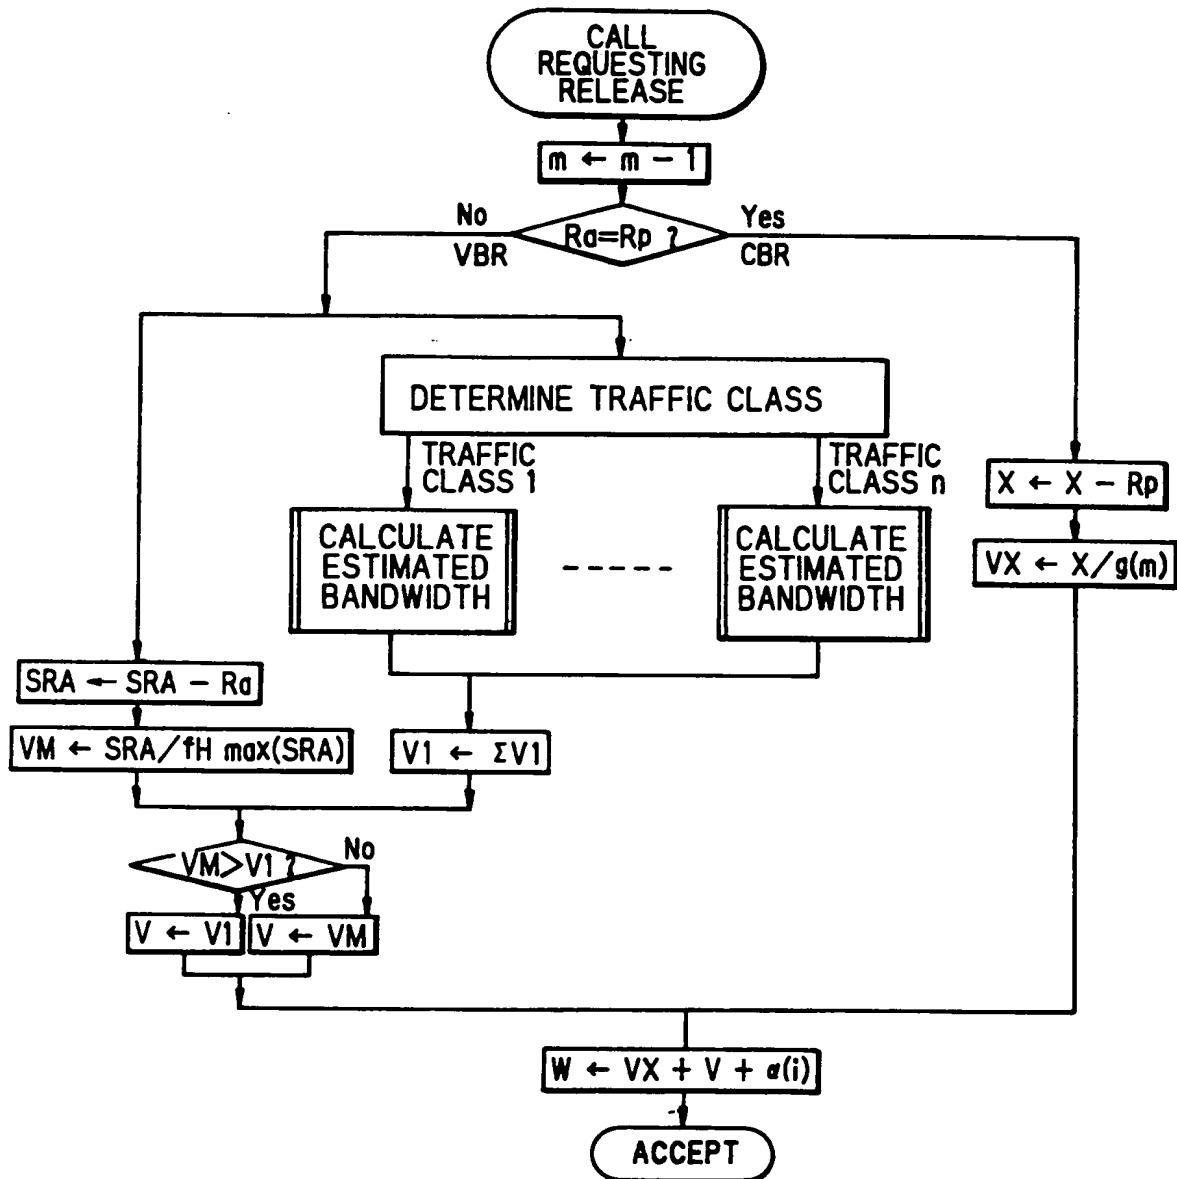 CALL
REQUESTING
RELEASE
m ← m − 1
Ra=Rp ?
No
VBR
Yes
CBR
DETERMINE TRAFFIC CLASS
TRAFFIC
CLASS 1
TRAFFIC
CLASS n
CALCULATE
ESTIMATED
BANDWIDTH
-----
CALCULATE
ESTIMATED
BANDWIDTH
X ← X − Rp
VX ← X/g(m)
SRA ← SRA − Ra
VM ← SRA/fH max(SRA)
V1 ← ΣV1
VM>V1 ?
No
Yes
V ← V1
V ← VM
W ← VX + V + α(i)
ACCEPT